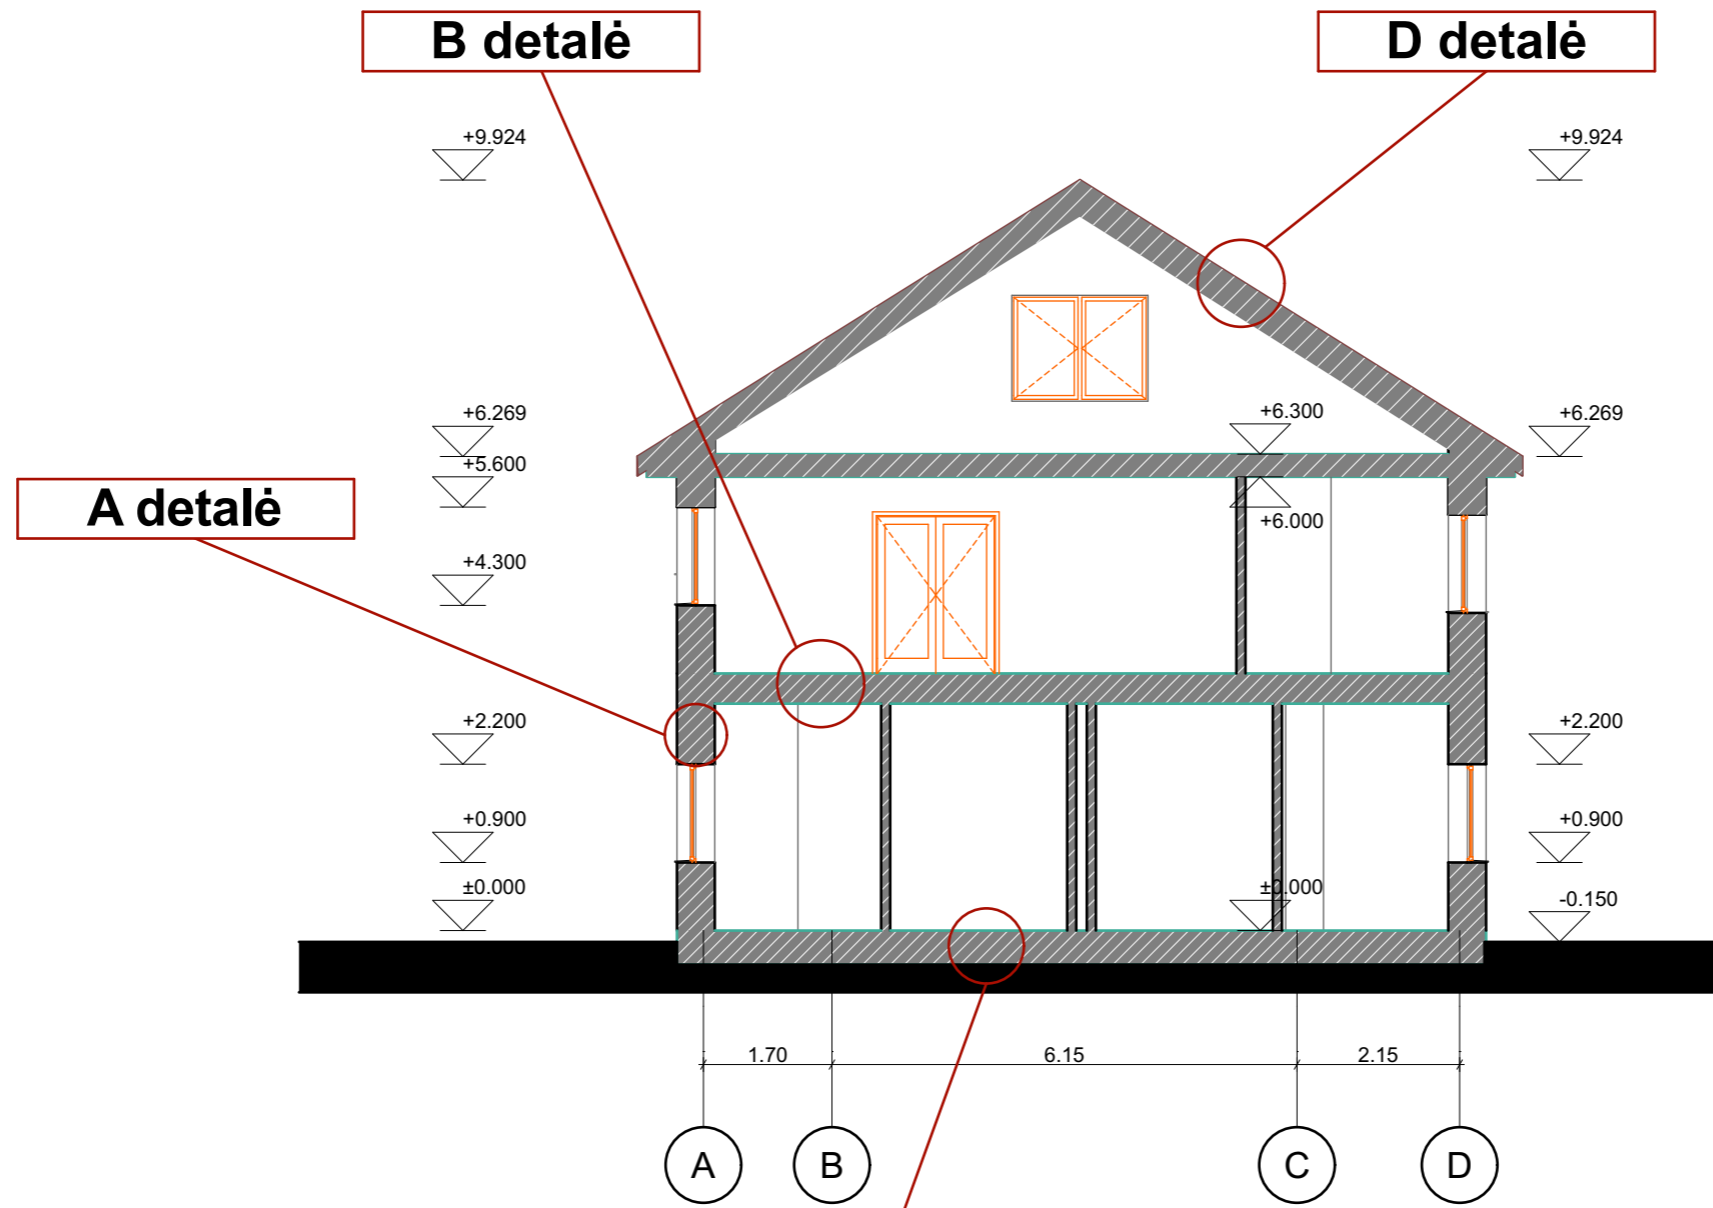 B detalė
D detalė
+9.924
+9.924
+6.269
+6.300
+6.269
+5.600
A detalė
+6.000
+4.300
+2.200
+2.200
+0.900
+0.900
±0.000
±0.000
-0.150
1.70
6.15
2.15
A
B
C
D